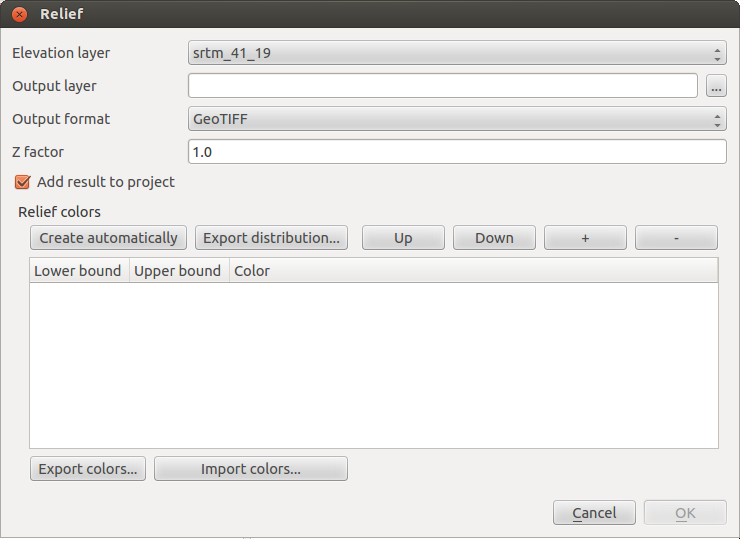 Relief
Elevation layer srtm_41_19
Output layer ...
Output format GeoTIFF
Z factor 1.0
Add result to project
Relief colors
Create automatically Export distribution... Up Down + -
Lower bound Upper bound Color
Export colors... Import colors...
Cancel OK